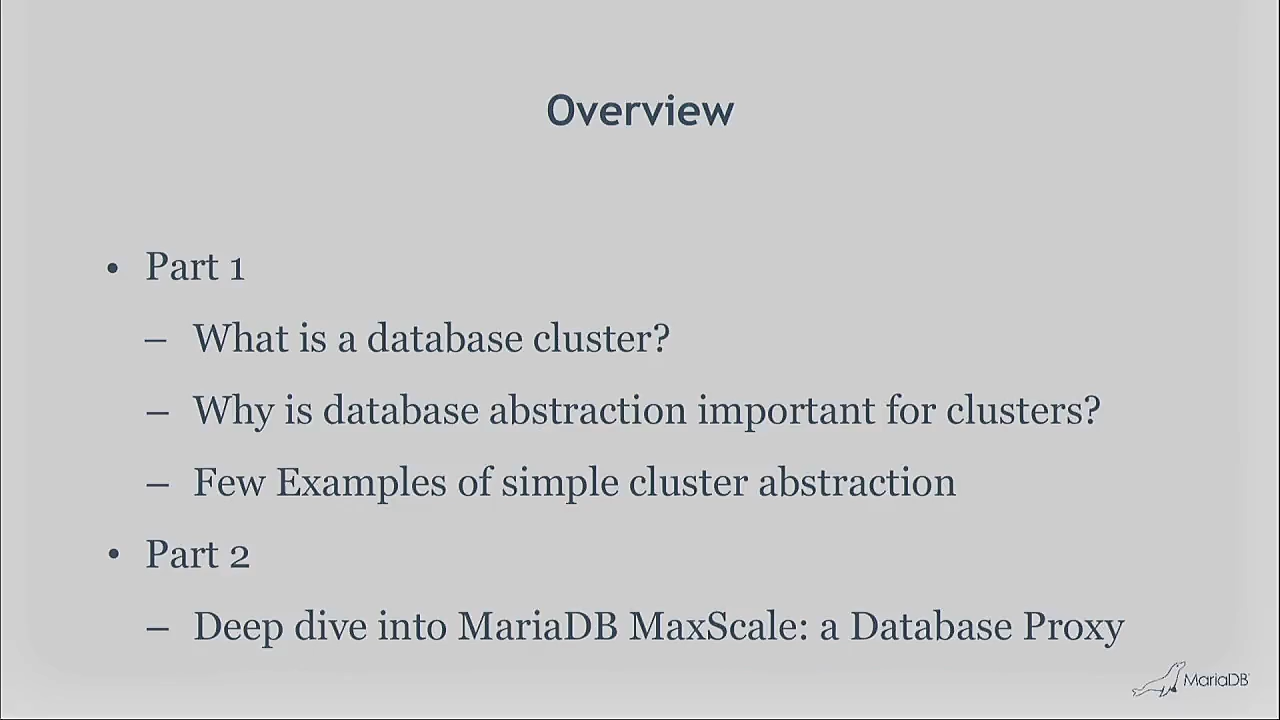 Overview
• Part 1
– What is a database cluster?
– Why is database abstraction important for clusters?
– Few Examples of simple cluster abstraction
• Part 2
– Deep dive into MariaDB MaxScale: a Database Proxy
MariaDB